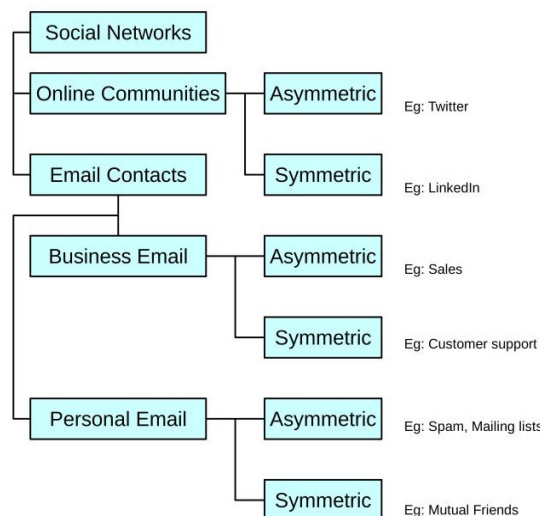 Social Networks
Online Communities
Asymmetric
Eg: Twitter
Email Contacts
Symmetric
Eg: LinkedIn
Business Email
Asymmetric
Eg: Sales
Symmetric
Eg: Customer support
Personal Email
Asymmetric
Eg: Spam, Mailing lists
Symmetric
Eg: Mutual Friends